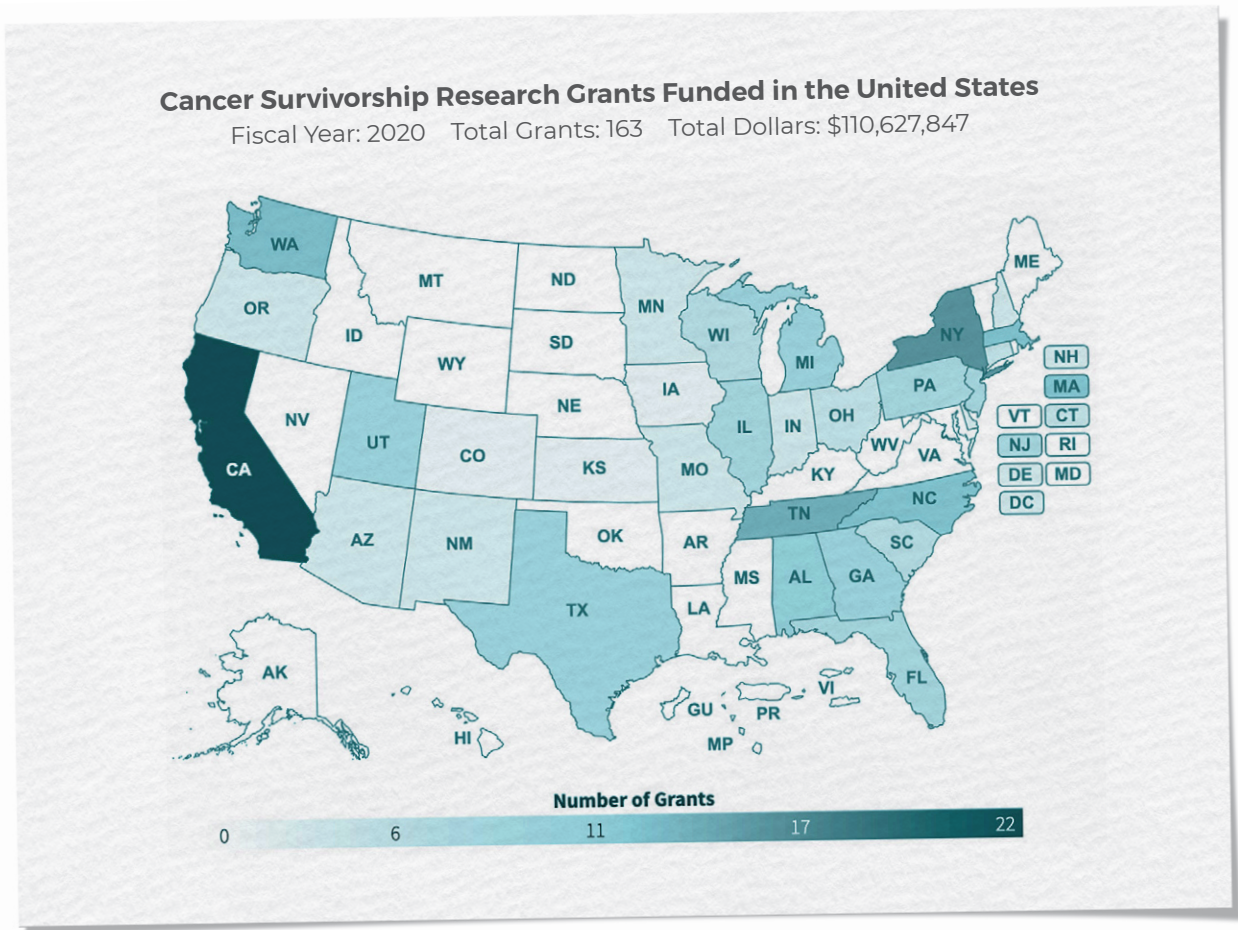 Cancer Survivorship Research Grants Funded in the United States
Fiscal Year: 2020 Total Grants: 163 Total Dollars: $110,627,847
WA
MT
ND
MN
ME
OR
ID
SD
WI
MI
NY
WY
NH
IA
PA
MA
NV
NE
IL
IN
OH
VT CT
UT
CO
KS
MO
WV
VA
NJ RI
CA
KY
DE MD
DC
AZ
NM
OK
AR
TN
NC
SC
MS
AL
GA
TX
LA
AK
FL
HI
GU
PR
VI
MP
Number of Grants
0 6 11 17 22